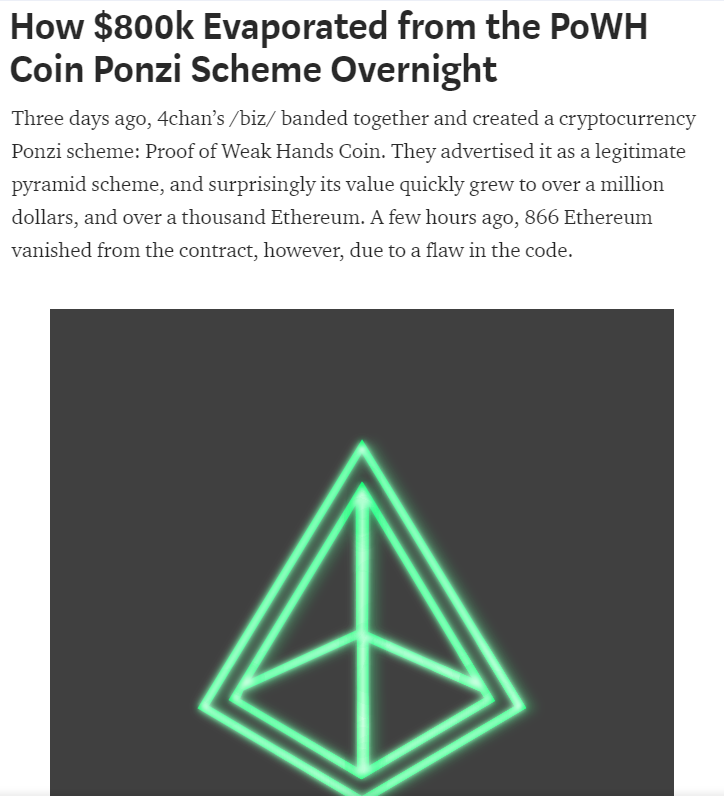 How $800k Evaporated from the PoWH
Coin Ponzi Scheme Overnight
Three days ago, 4chan’s /biz/ banded together and created a cryptocurrency
Ponzi scheme: Proof of Weak Hands Coin. They advertised it as a legitimate
pyramid scheme, and surprisingly its value quickly grew to over a million
dollars, and over a thousand Ethereum. A few hours ago, 866 Ethereum
vanished from the contract, however, due to a flaw in the code.